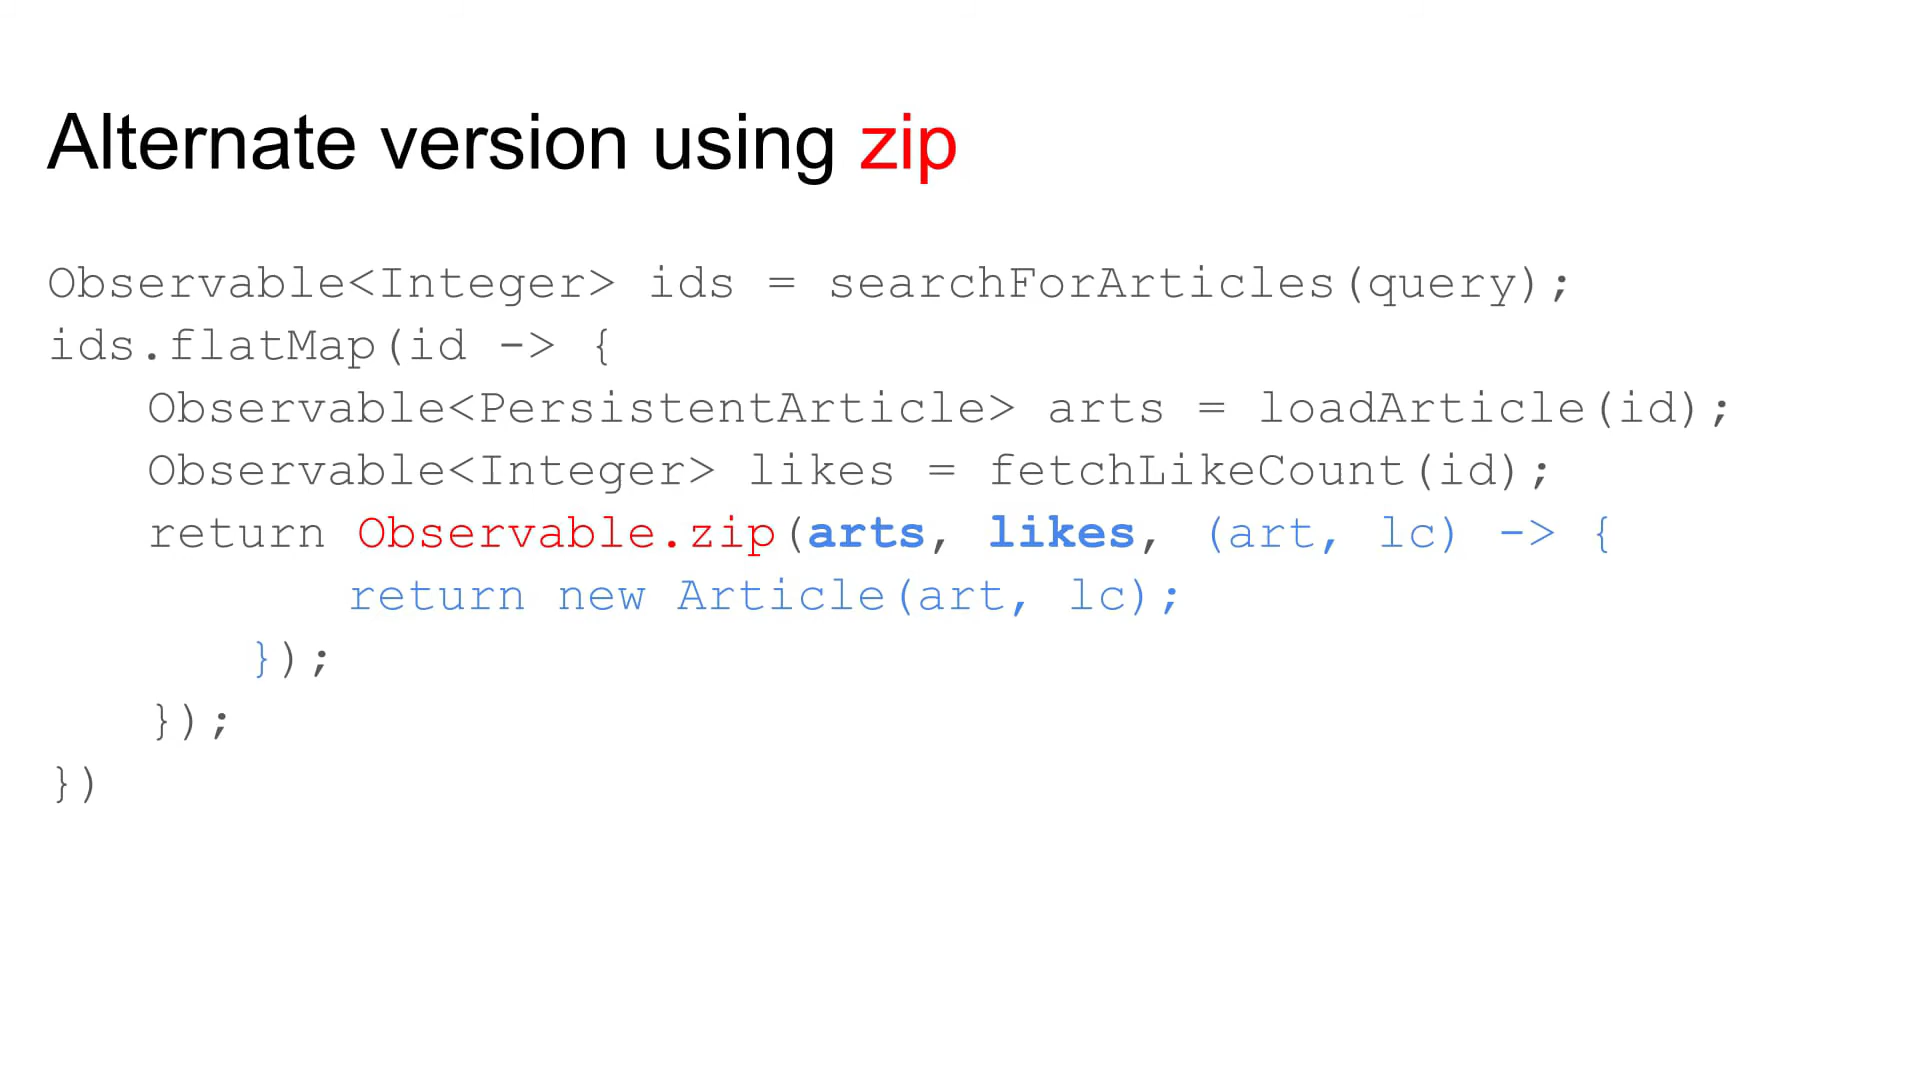 Alternate version using zip
Observable<Integer> ids = searchForArticles(query);
ids.flatMap(id -> {
Observable<PersistentArticle> arts = loadArticle(id);
Observable<Integer> likes = fetchLikeCount(id);
return Observable.zip(arts, likes, (art, lc) -> {
return new Article(art, lc);
});
});
})